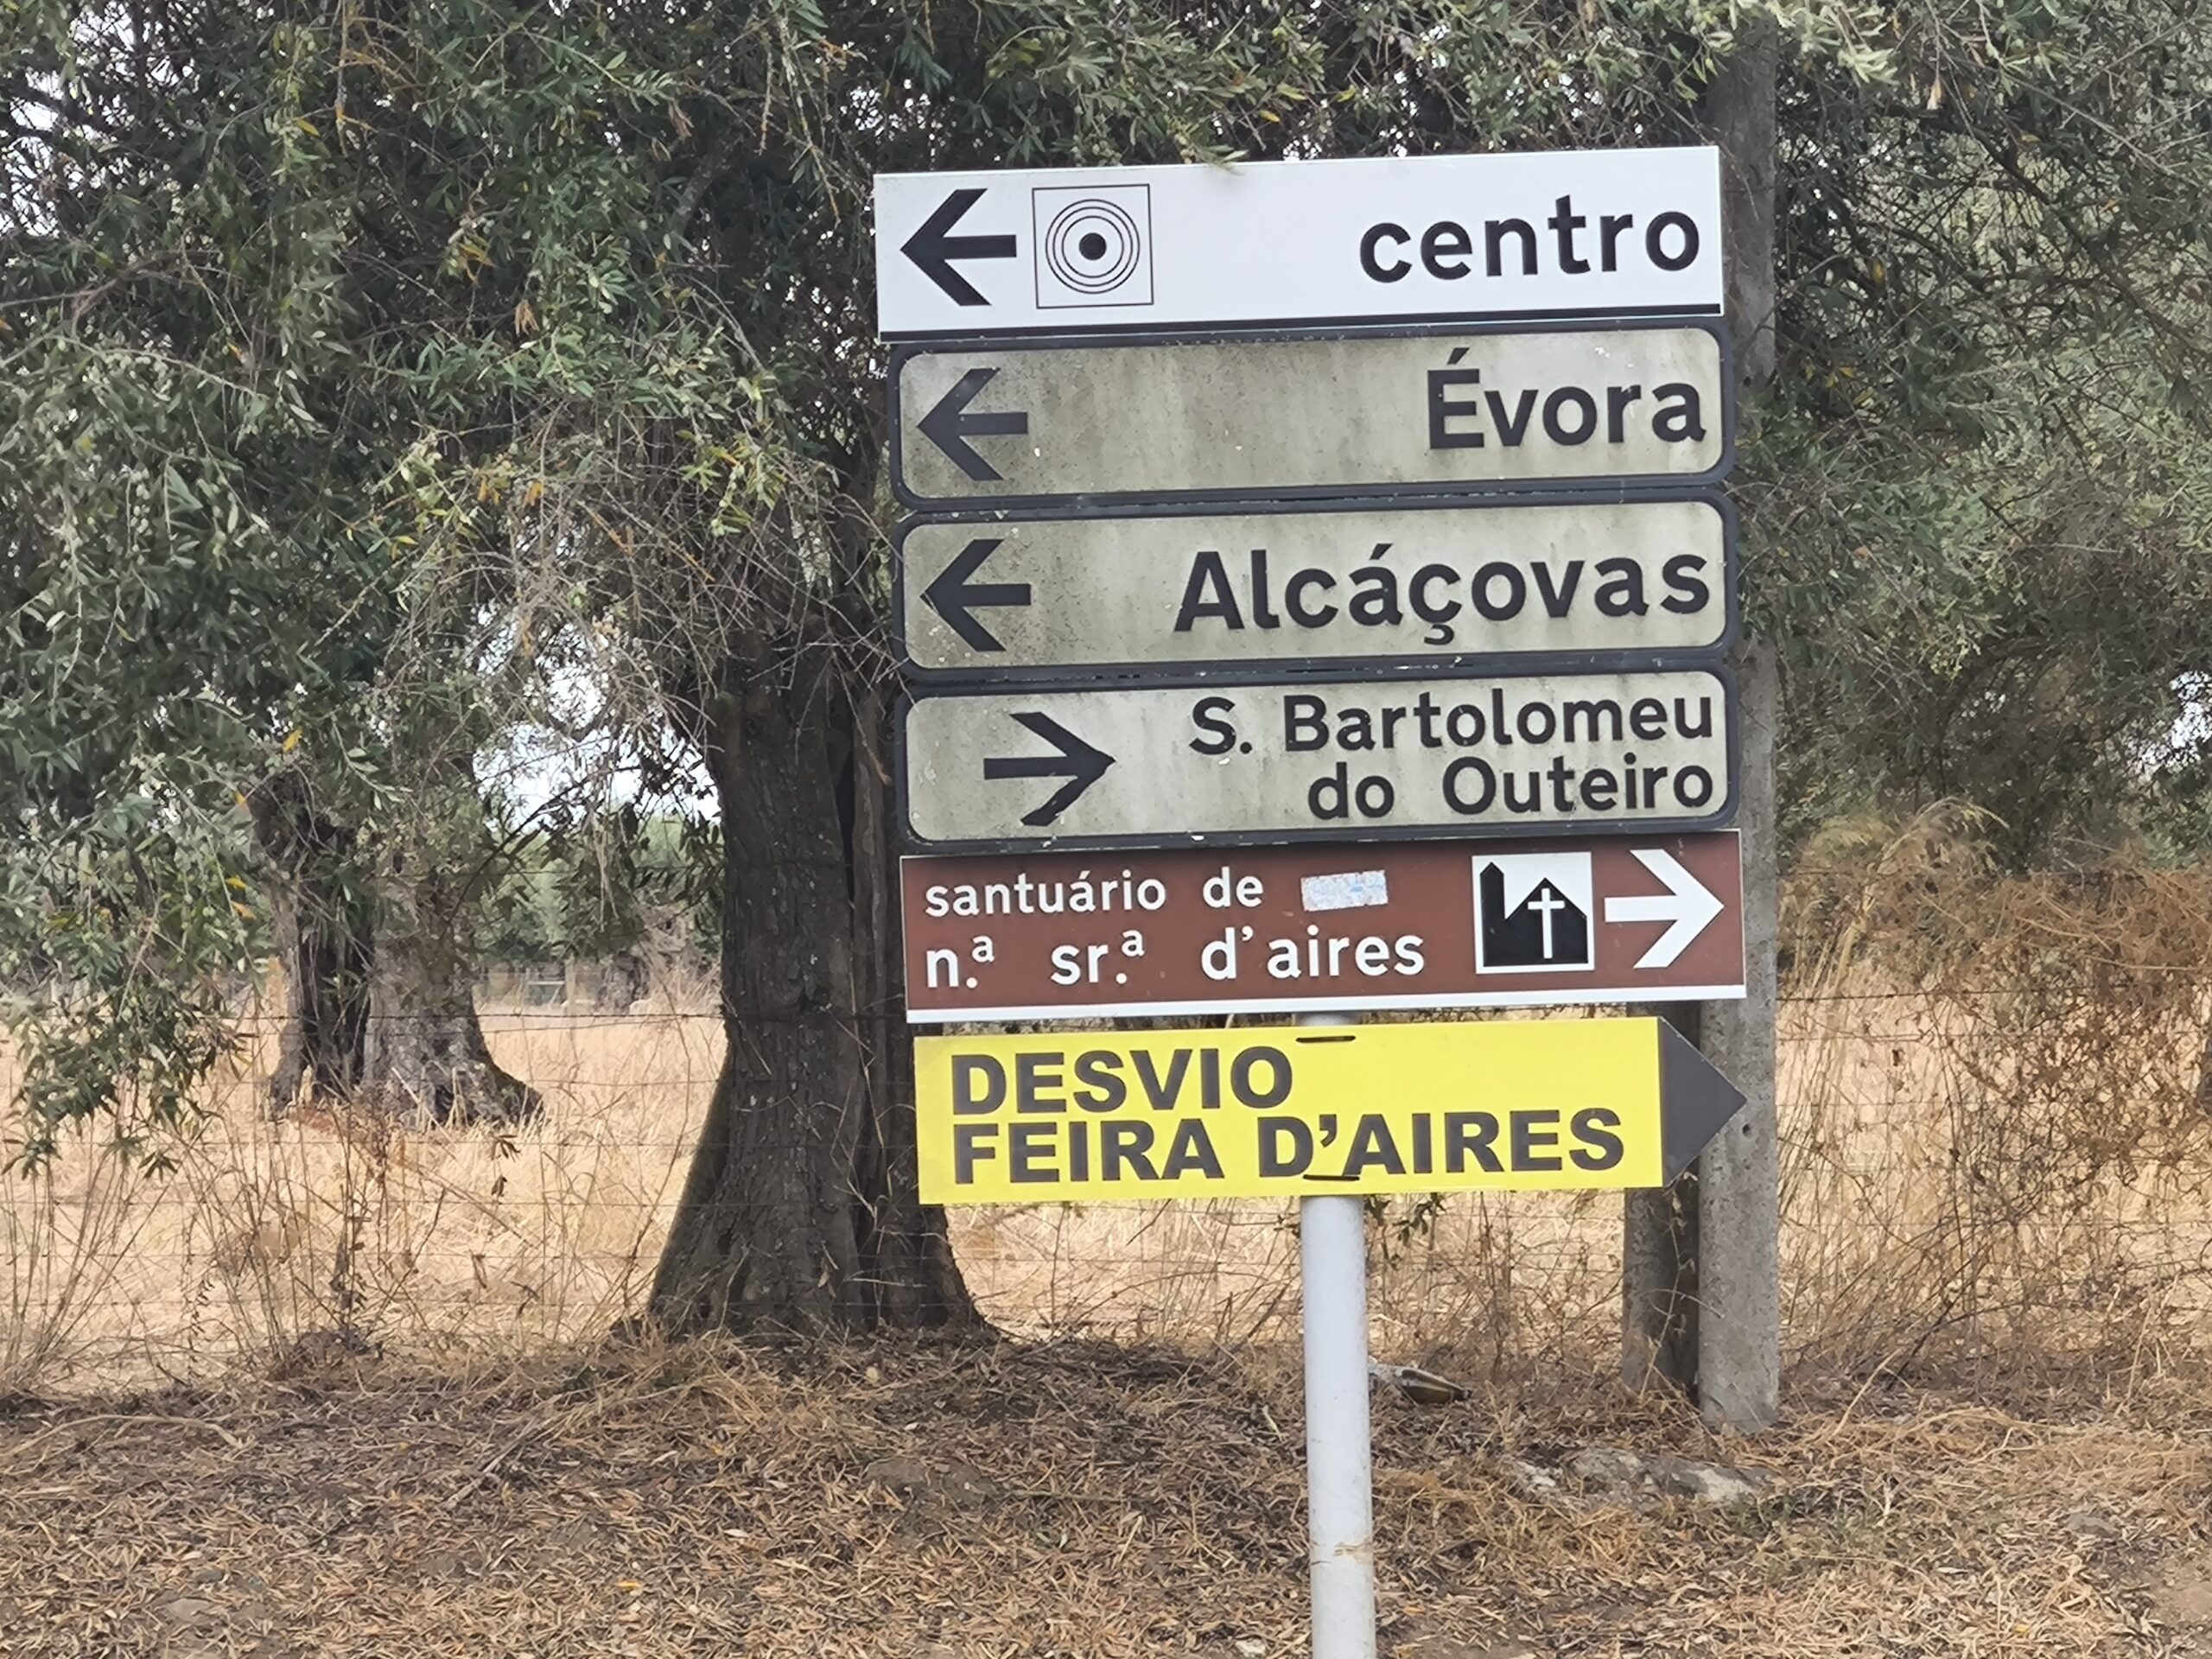 centro
Évora
Alcáçovas
S. Bartolomeu
do Outeiro
santuário de
n.ª sr.ª d'aires
DESVIO
FEIRA D'AIRES